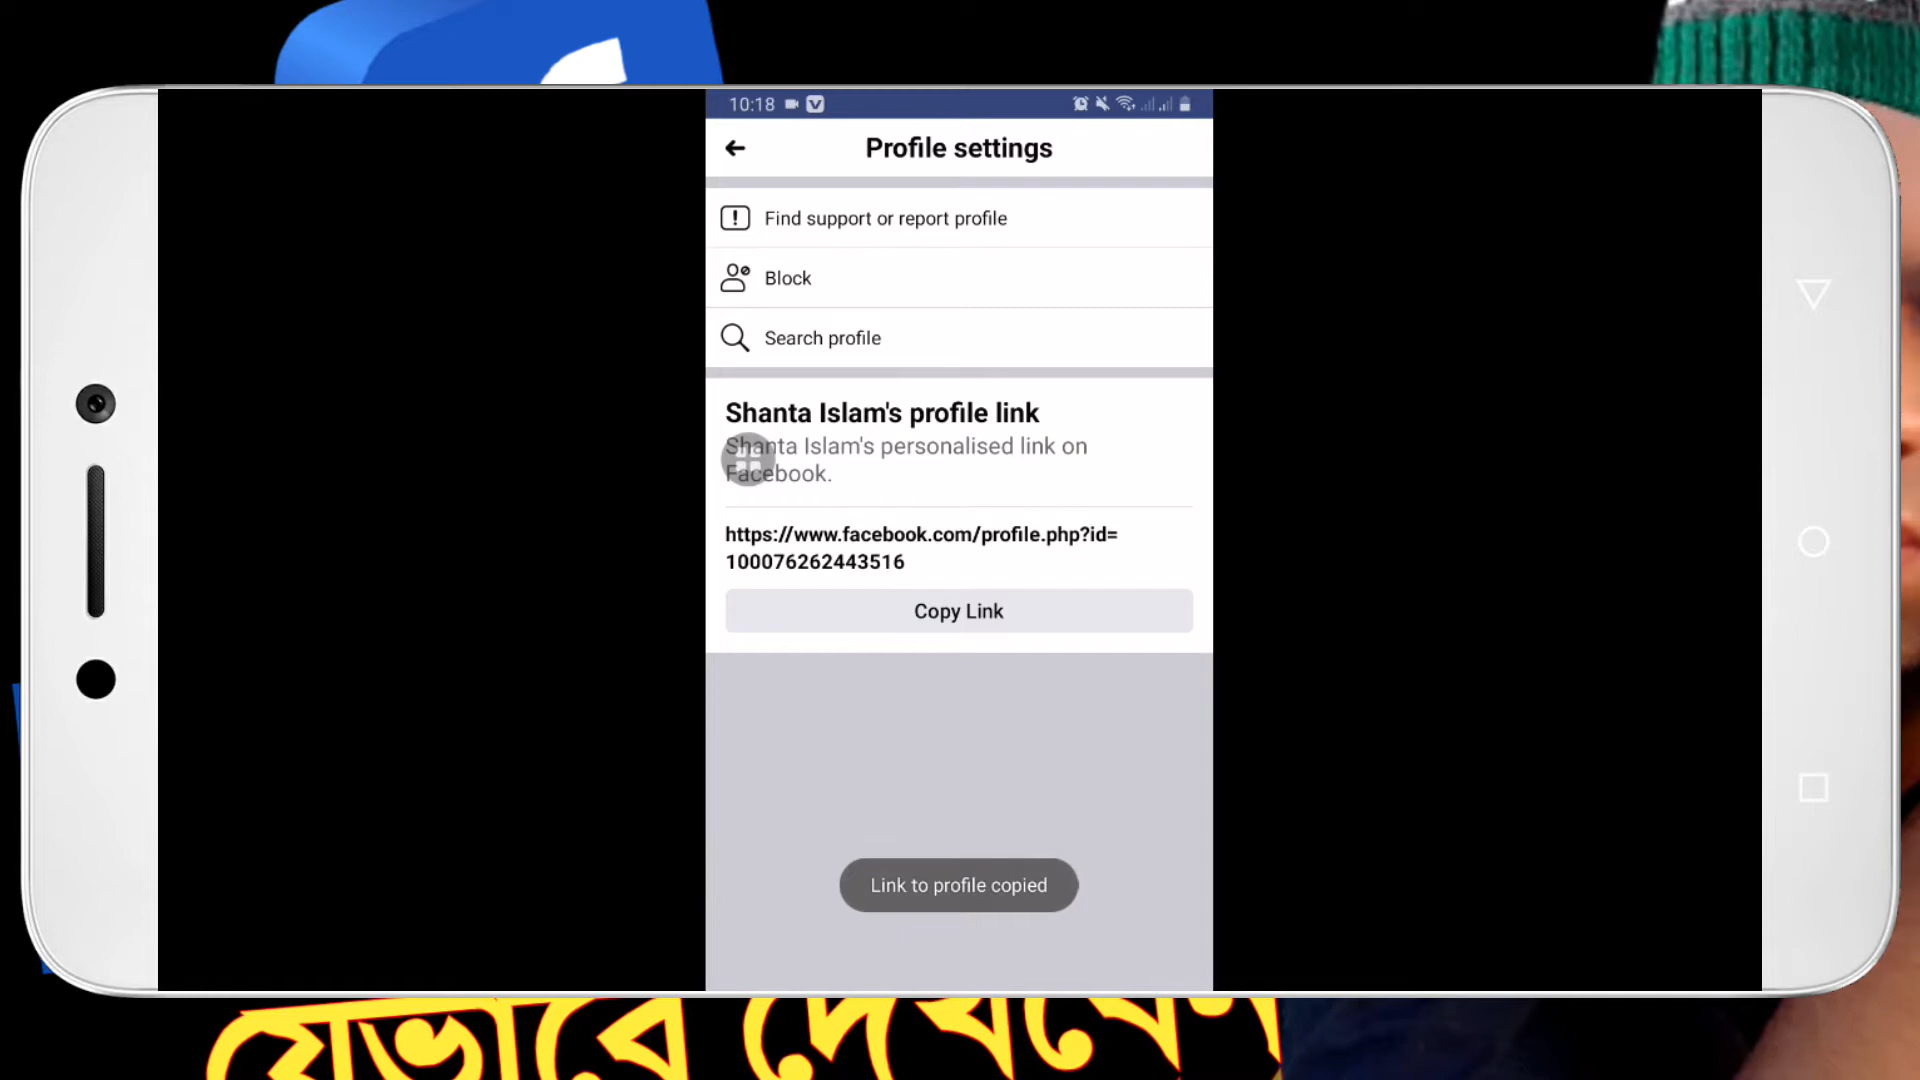 10:18
Profile settings
Find support or report profile
Block
Search profile
Shanta Islam's profile link
Shanta Islam's personalised link on
Facebook.
https://www.facebook.com/profile.php?id=
100076262443516
Copy Link
Link to profile copied
যেভাবে দেখবেন